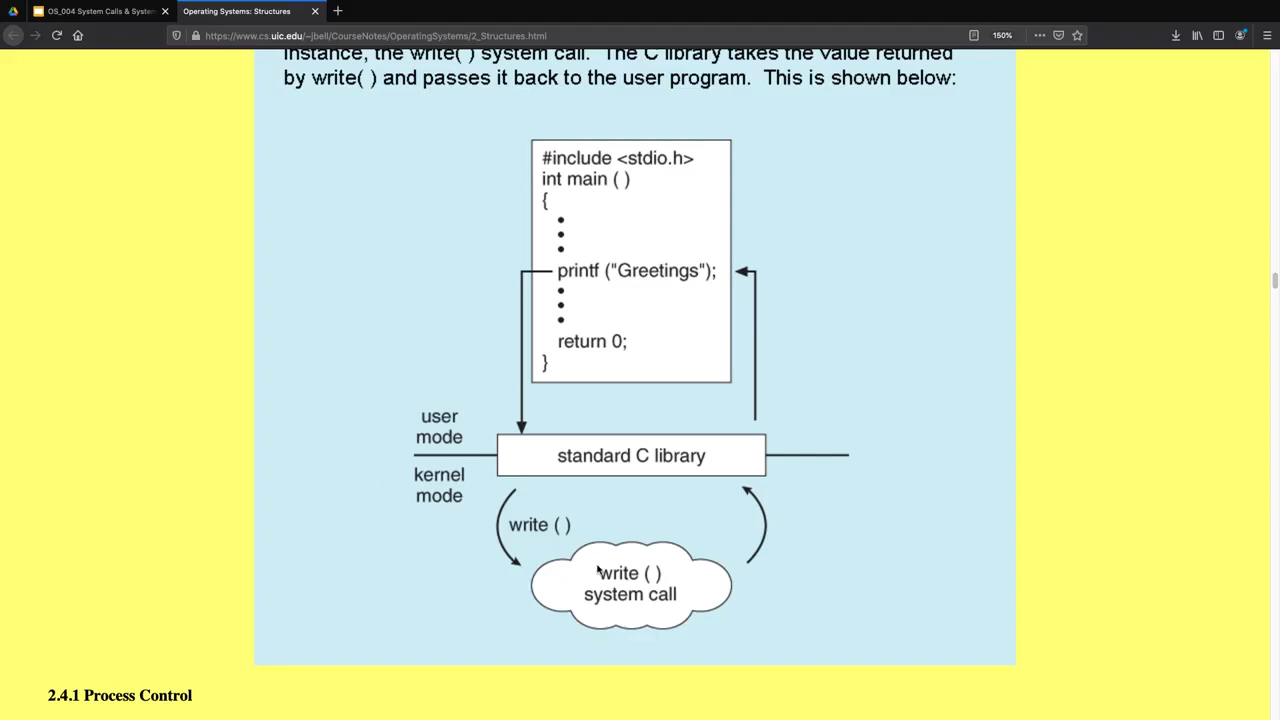 OS_004 System Calls & System
Operating Systems: Structures
https://www.cs.uic.edu/~jbell/CourseNotes/OperatingSystems/2_Structures.html
150%
instance, the write( ) system call. The C library takes the value returned
by write( ) and passes it back to the user program. This is shown below:
#include <stdio.h>
int main ( )
{
printf ("Greetings");
return 0;
}
user
mode
standard C library
kernel
mode
write ( )
write ( )
system call
2.4.1 Process Control